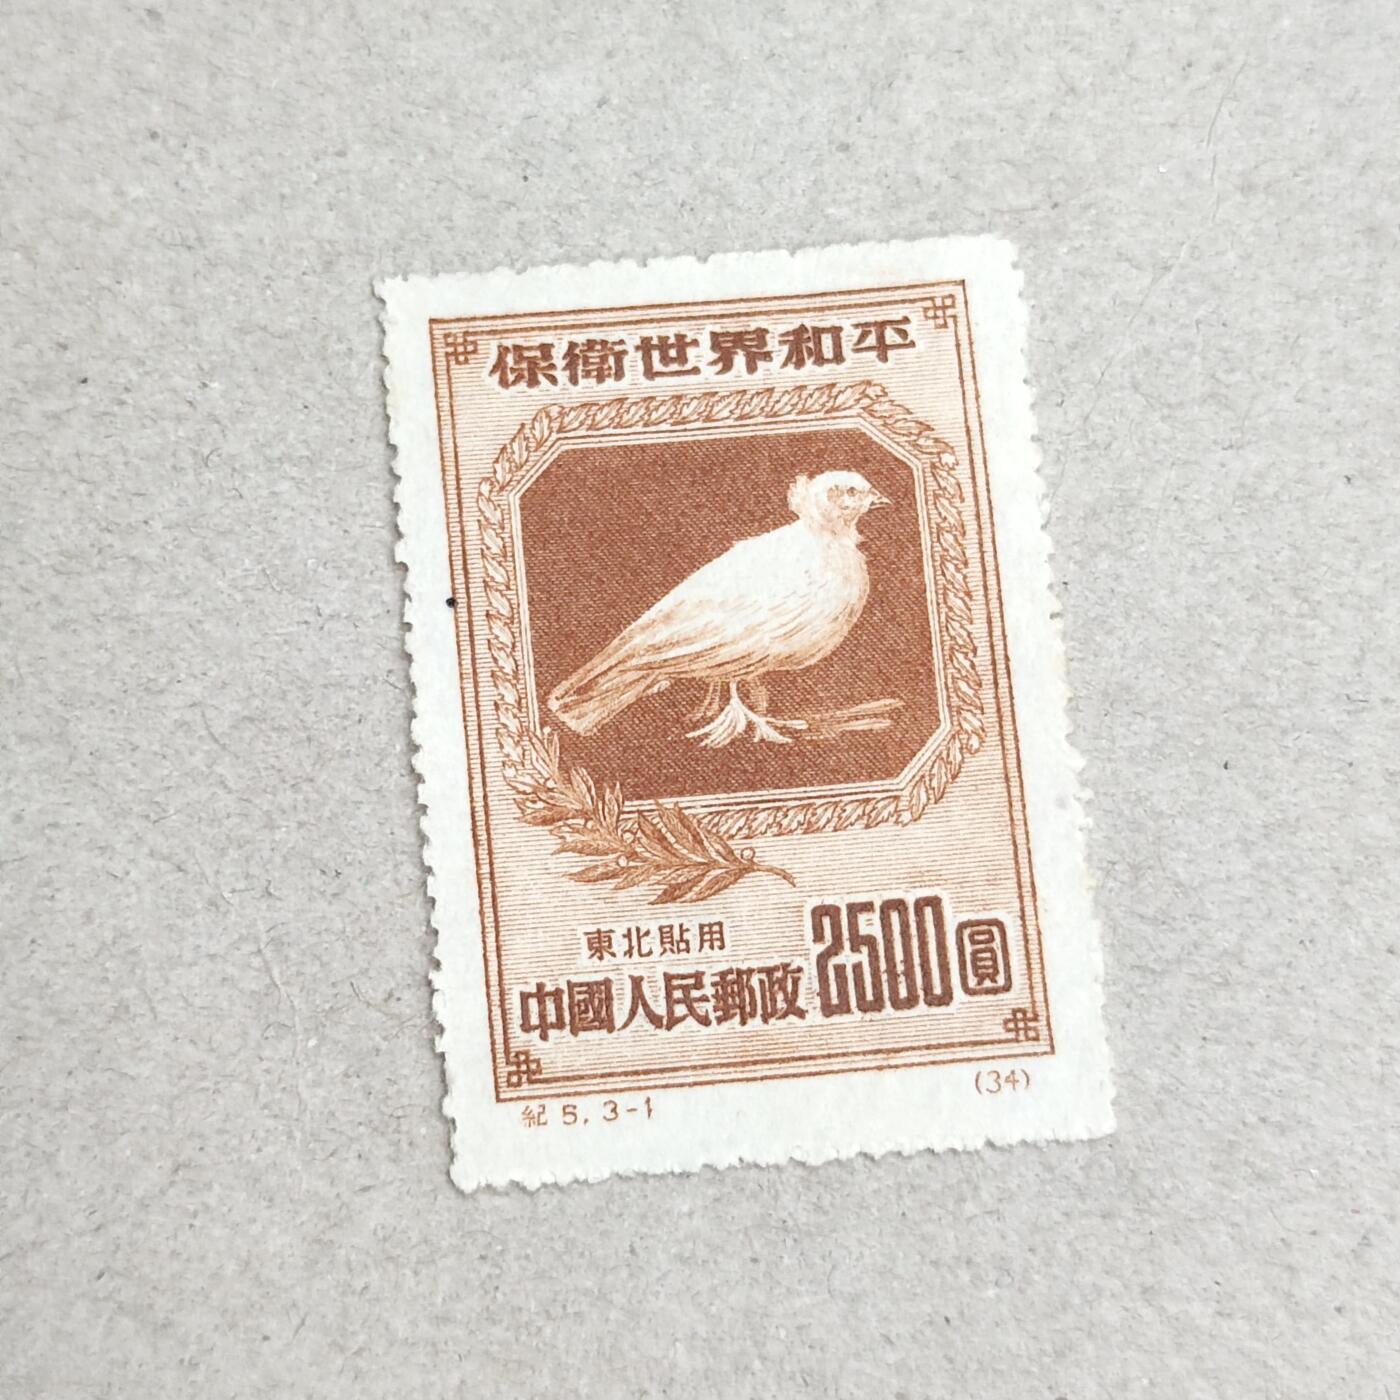 保衛世界和平
東北貼用
中國人民郵政 2500圓
紀 5. 3-1 (34)